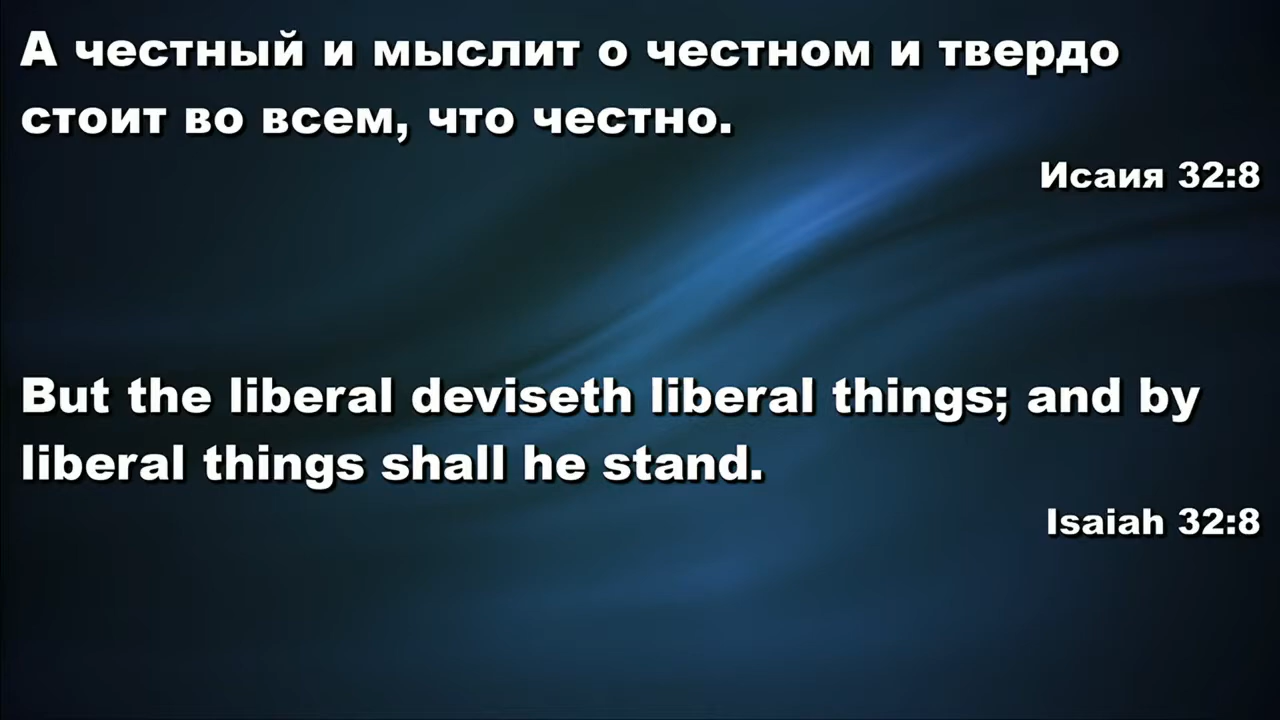 А честный и мыслит о честном и твердо
стоит во всем, что честно.
Исаия 32:8
But the liberal deviseth liberal things; and by
liberal things shall he stand.
Isaiah 32:8